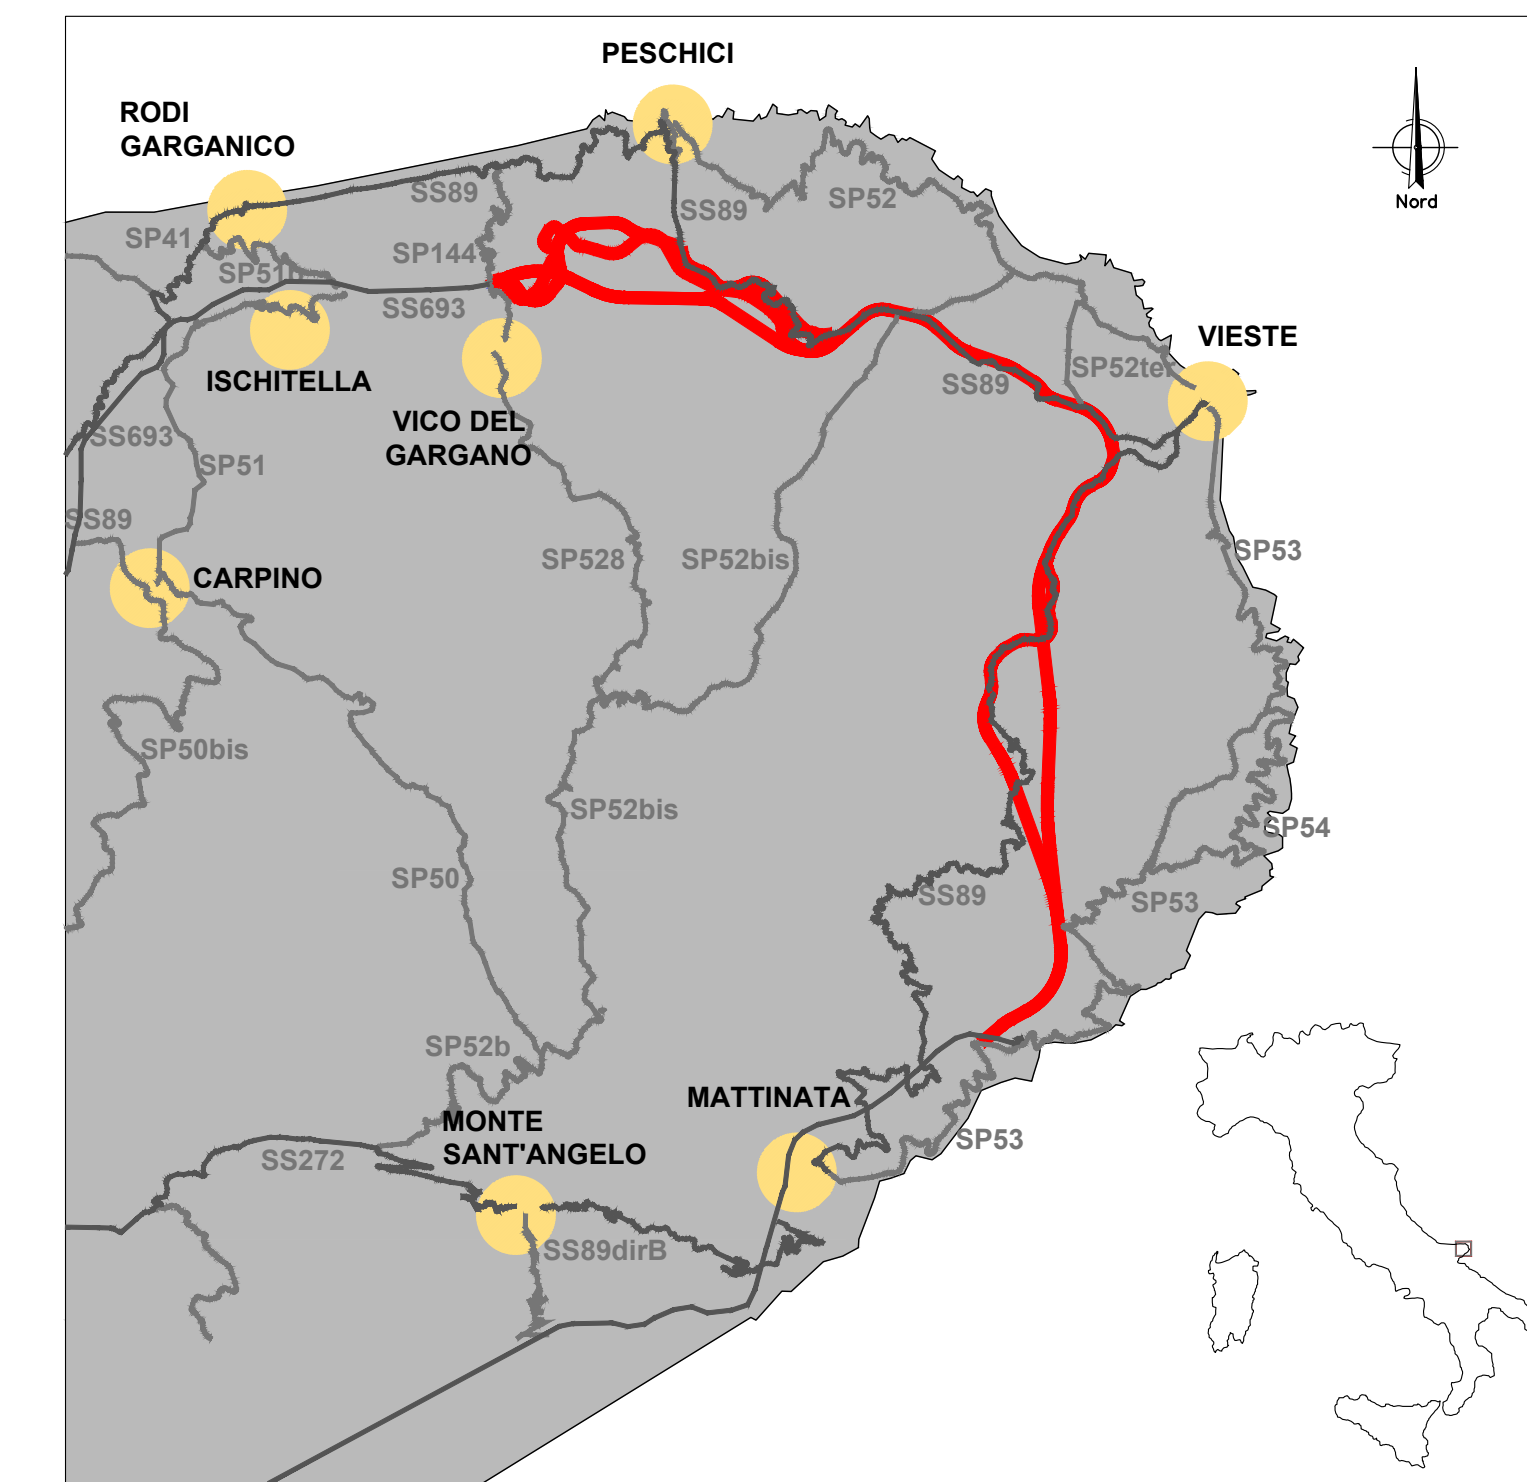 PESCHICI
RODI
GARGANICO
SS89
SP52
SS89
Nord
SP41
SP144
SS693
SP52ter
VIESTE
SS89
ISCHITELLA
VICO DEL
GARGANO
SS693
SP51
SS89
CARPINO
SP528
SP52bis
SP53
SP50bis
SP52bis
SP54
SP50
SS89
SP53
SP52b
MATTINATA
MONTE
SANT'ANGELO
SS272
SP53
SS89dirB